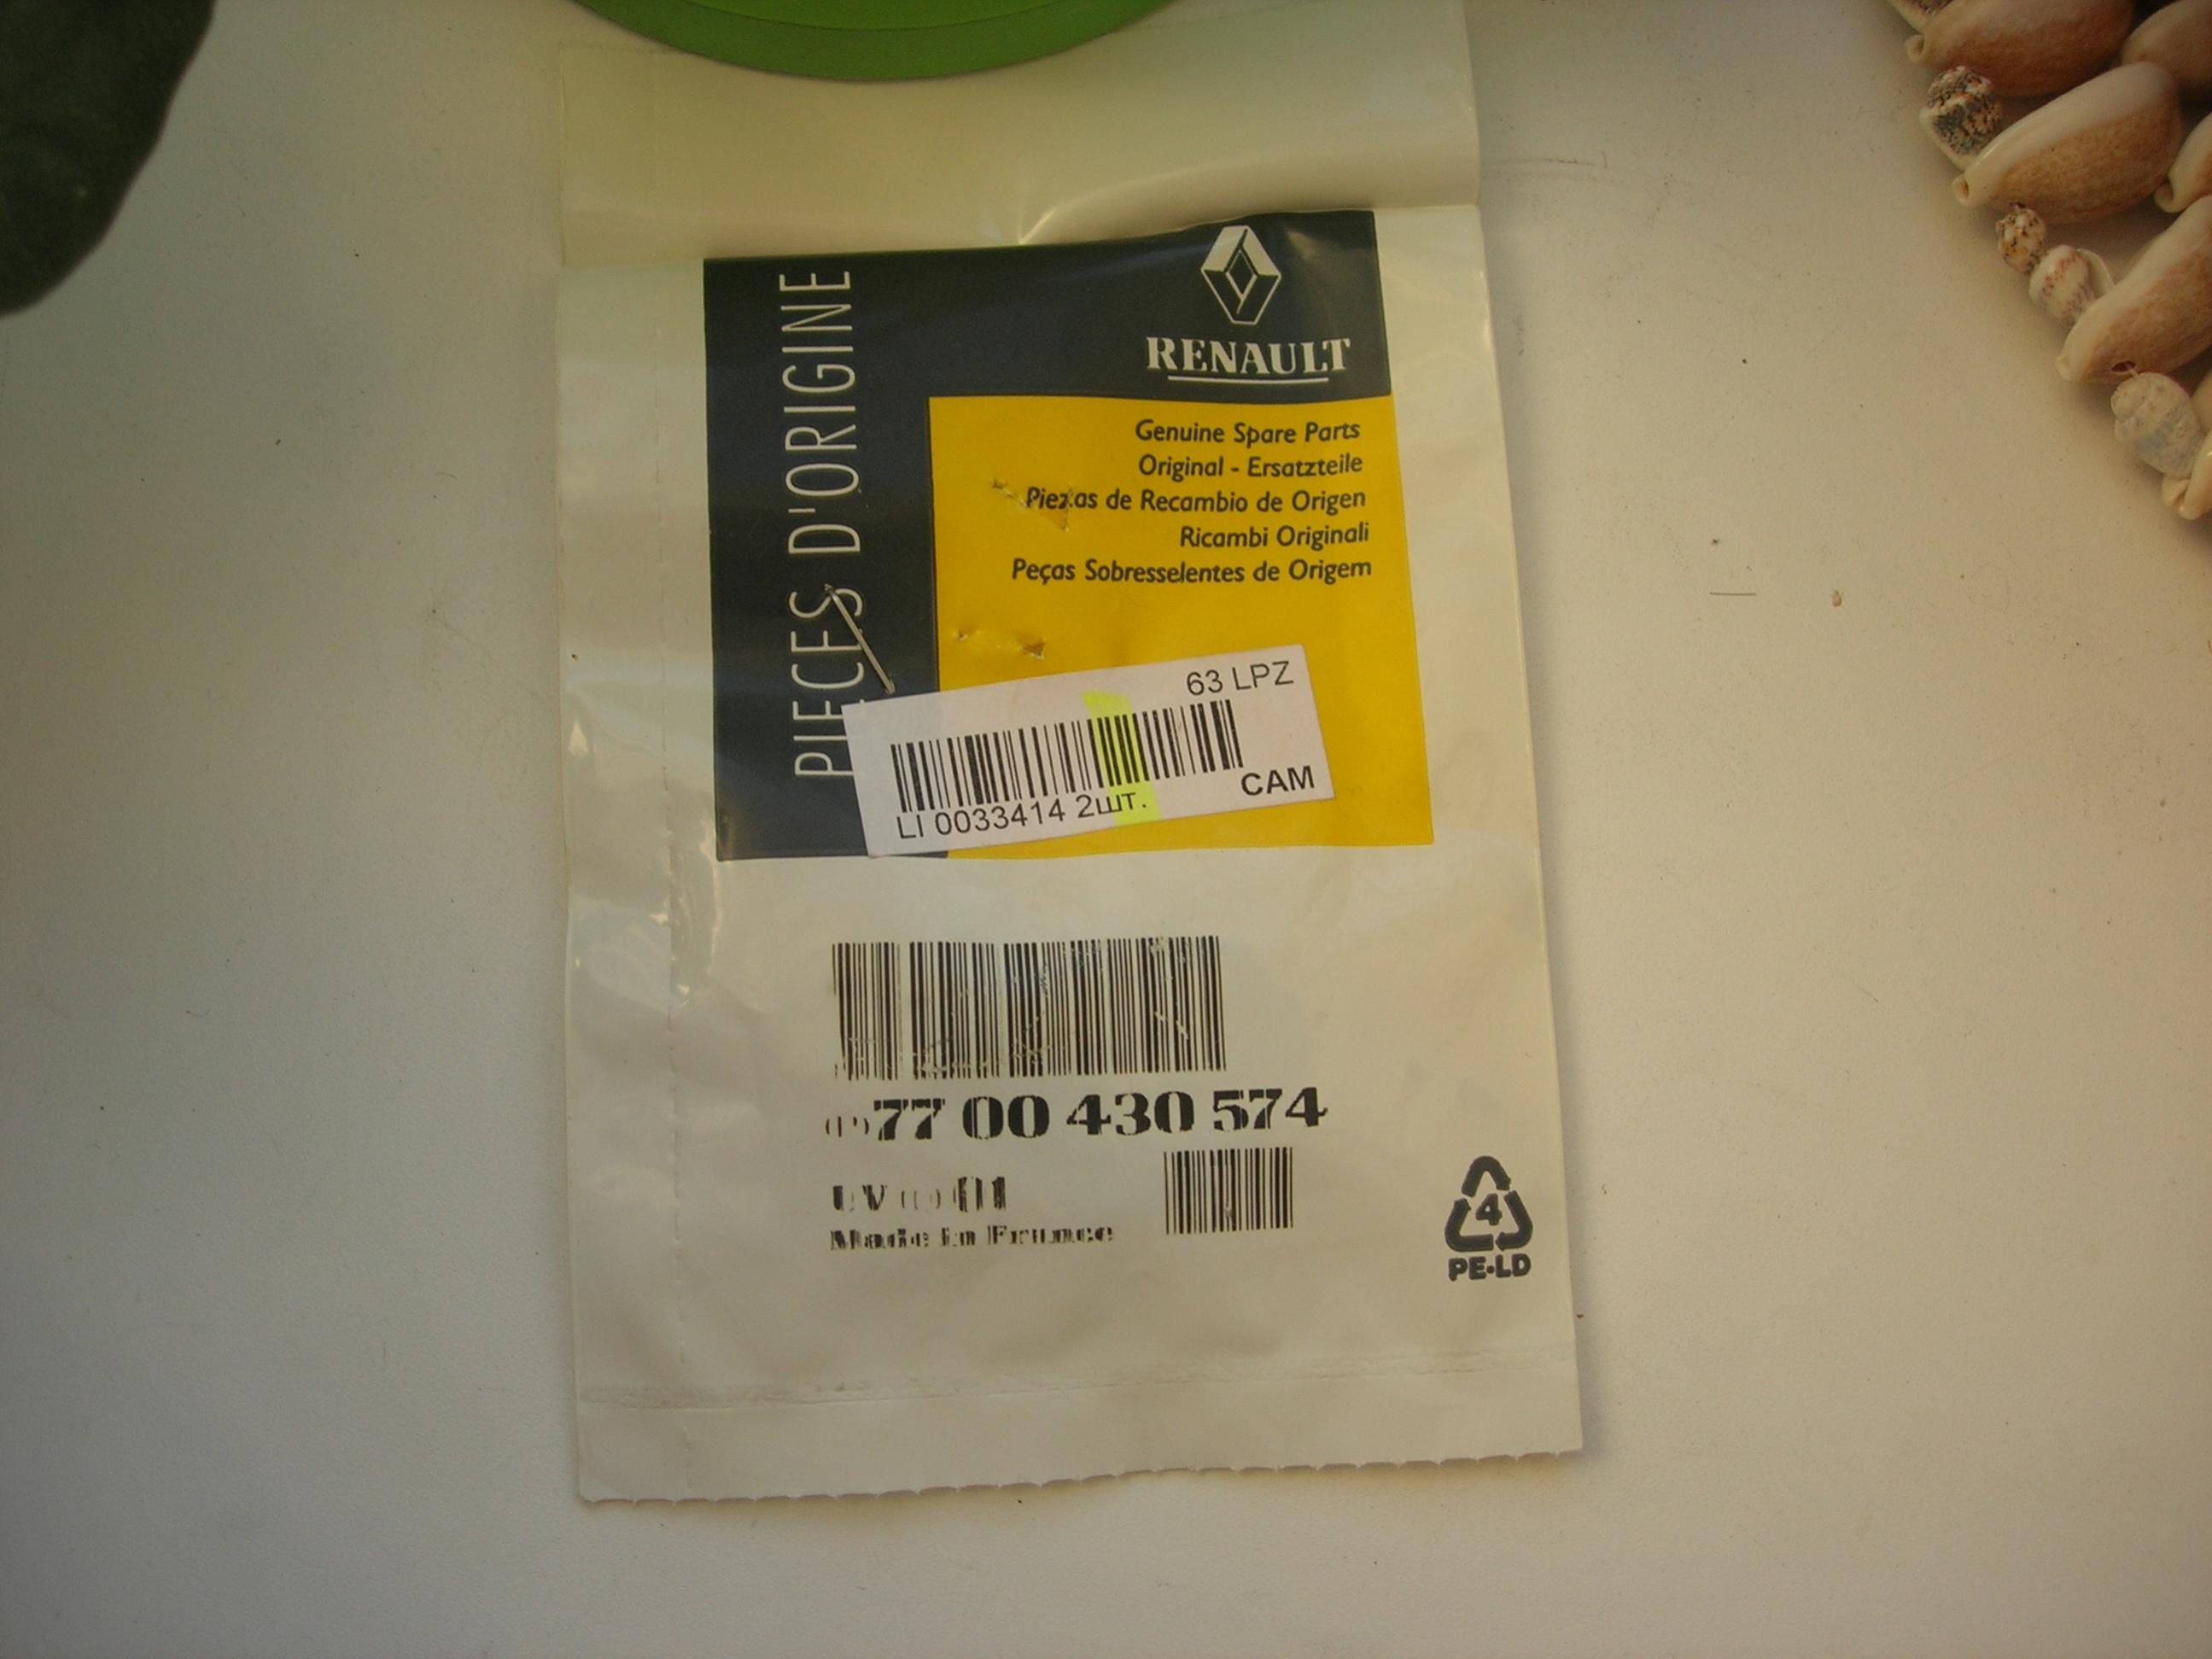 PIECES D'ORIGINE
RENAULT
Genuine Spare Parts
Original - Ersatzteile
Piezas de Recambio de Origen
Ricambi Originali
Peças Sobresselentes de Origem
63 LPZ
LI 0033414 2шт.
CAM
77 00 430 574
Made in France
4
PE-LD